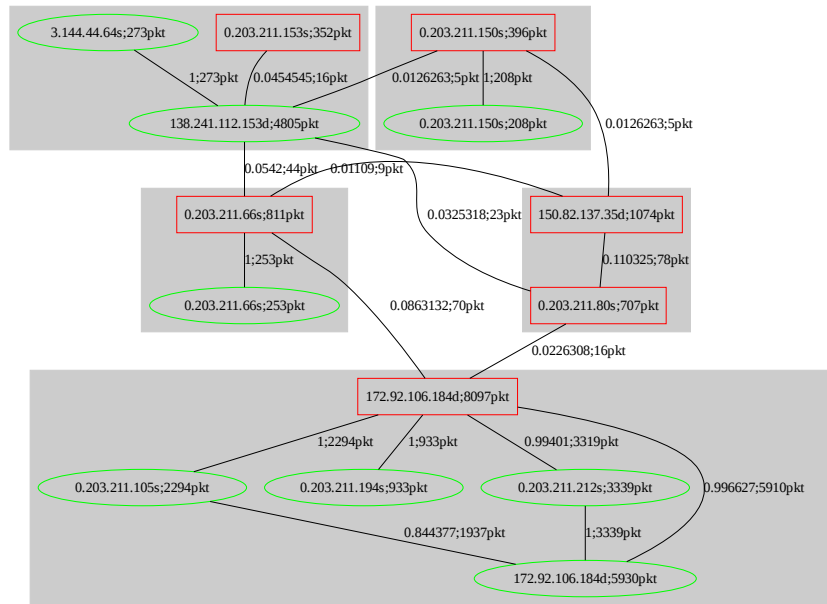 3.144.44.64s;273pkt
0.203.211.153s;352pkt
0.203.211.150s;396pkt
1;273pkt
0.0454545;16pkt
0.0126263;5pkt
1;208pkt
138.241.112.153d;4805pkt
0.203.211.150s;208pkt
0.0126263;5pkt
0.0542;44pkt
0.01109;9pkt
0.203.211.66s;811pkt
0.0325318;23pkt
150.82.137.35d;1074pkt
1;253pkt
0.110325;78pkt
0.203.211.66s;253pkt
0.0863132;70pkt
0.203.211.80s;707pkt
0.0226308;16pkt
172.92.106.184d;8097pkt
1;2294pkt
1;933pkt
0.99401;3319pkt
0.203.211.105s;2294pkt
0.203.211.194s;933pkt
0.203.211.212s;3339pkt
0.996627;5910pkt
0.844377;1937pkt
1;3339pkt
172.92.106.184d;5930pkt